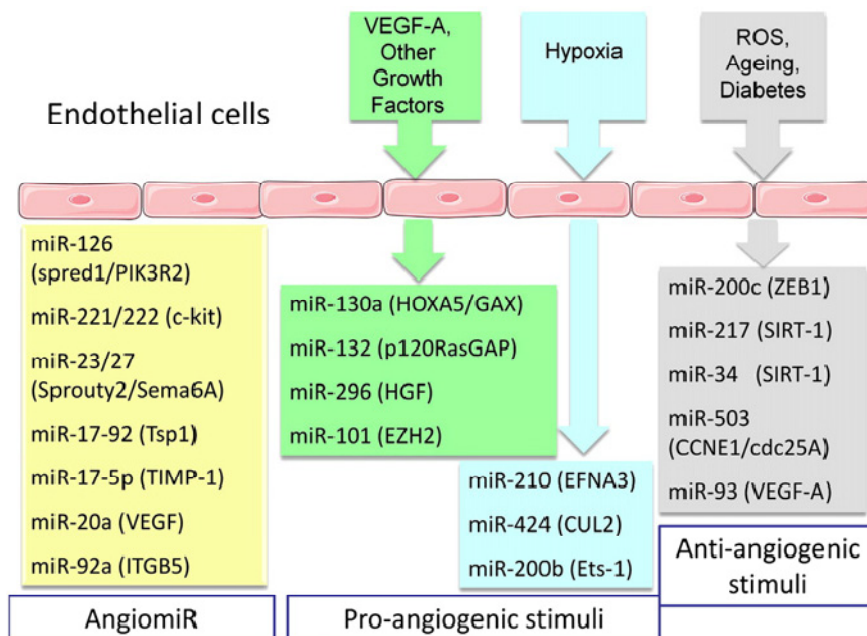 VEGF-A,
Other
Growth
Factors
Hypoxia
ROS,
Ageing,
Diabetes
Endothelial cells
miR-126
(spred1/PIK3R2)
miR-221/222 (c-kit)
miR-23/27
(Sprouty2/Sema6A)
miR-17-92 (Tsp1)
miR-17-5p (TIMP-1)
miR-20a (VEGF)
miR-92a (ITGB5)
AngiomiR
miR-130a (HOXA5/GAX)
miR-132 (p120RasGAP)
miR-296 (HGF)
miR-101 (EZH2)
miR-210 (EFNA3)
miR-424 (CUL2)
miR-200b (Ets-1)
Pro-angiogenic stimuli
miR-200c (ZEB1)
miR-217 (SIRT-1)
miR-34 (SIRT-1)
miR-503
(CCNE1/cdc25A)
miR-93 (VEGF-A)
Anti-angiogenic
stimuli